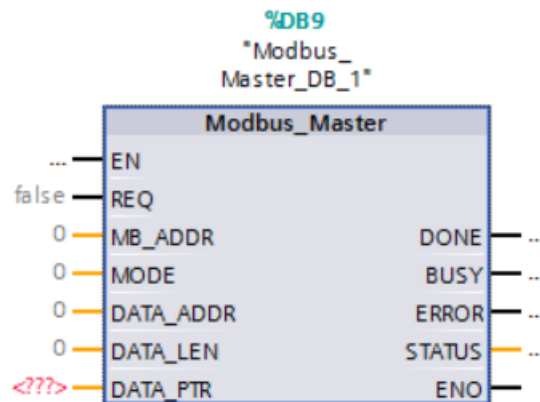 %DB9
"Modbus_
Master_DB_1"
Modbus_Master
... EN
false REQ
0 MB_ADDR DONE ..
0 MODE BUSY ..
0 DATA_ADDR ERROR ..
0 DATA_LEN STATUS ..
<???> DATA_PTR ENO